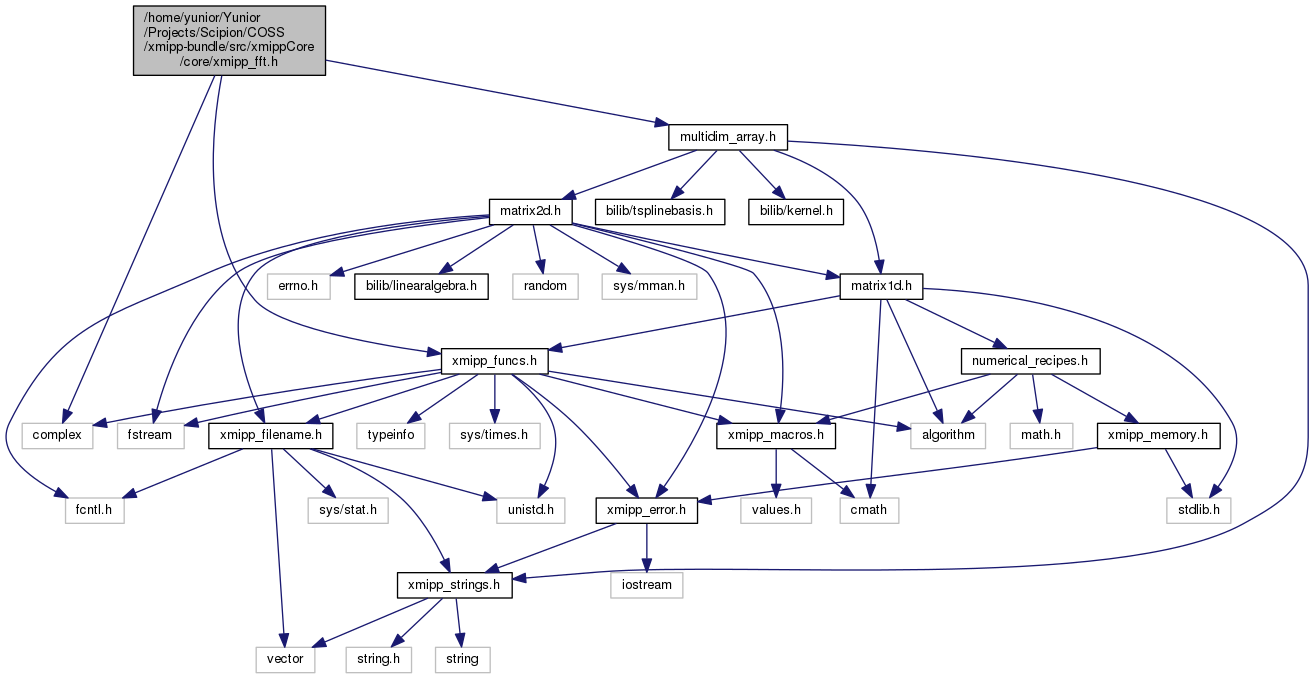 /home/yunior/Yunior
/Projects/Scipion/COSS
/xmipp-bundle/src/xmippCore
/core/xmipp_fft.h
multidim_array.h
matrix2d.h
bilib/tsplinebasis.h
bilib/kernel.h
errno.h
bilib/linearalgebra.h
random
sys/mman.h
matrix1d.h
xmipp_funcs.h
numerical_recipes.h
complex
fstream
xmipp_filename.h
typeinfo
sys/times.h
xmipp_macros.h
algorithm
math.h
xmipp_memory.h
fcntl.h
sys/stat.h
unistd.h
xmipp_error.h
values.h
cmath
stdlib.h
xmipp_strings.h
iostream
vector
string.h
string